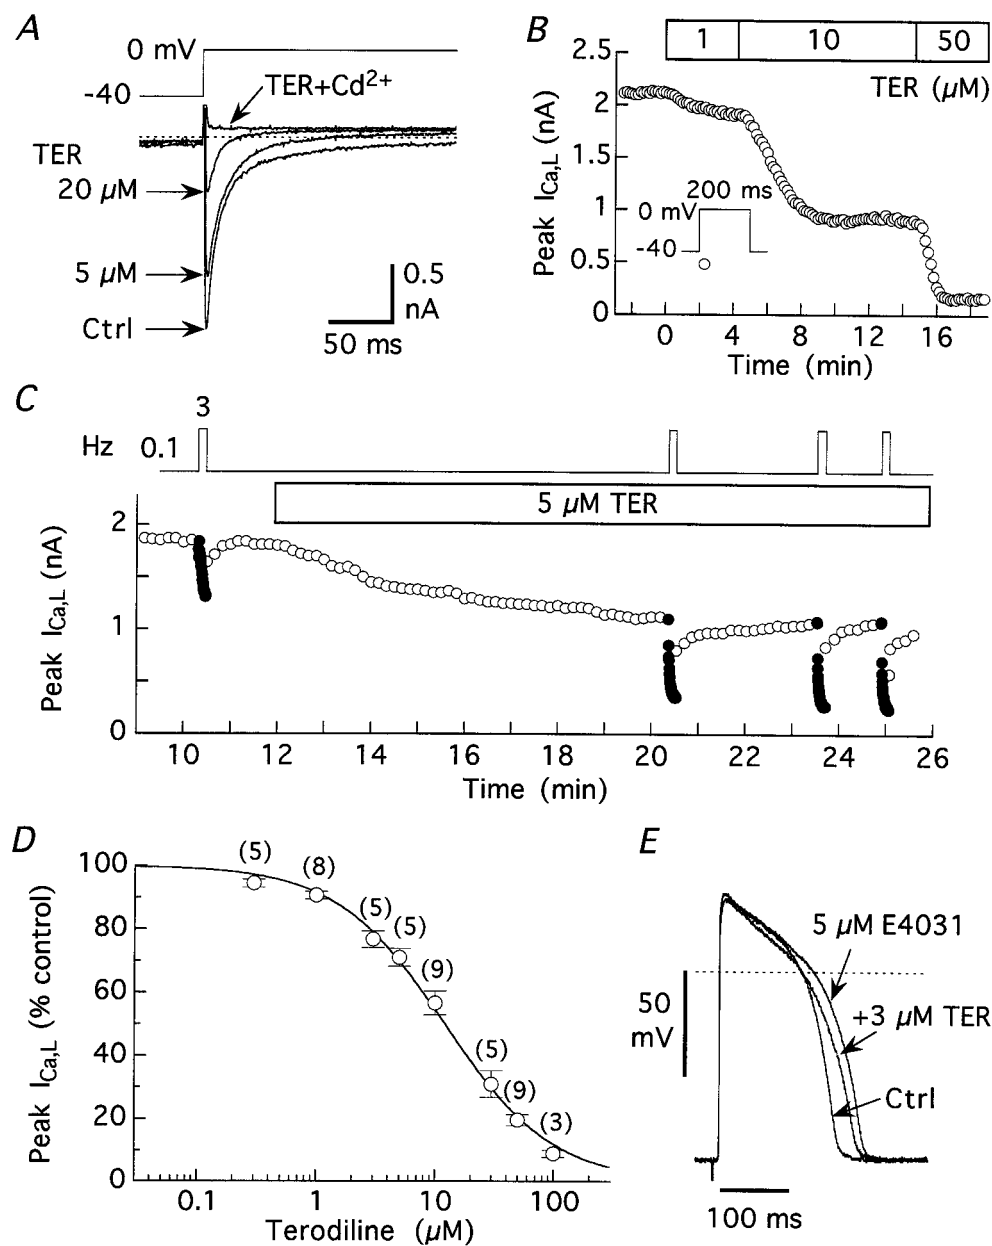 A
0 mV
-40
TER+Cd2+
TER
20 µM
5 µM
Ctrl
0.5
nA
50 ms
B
1 10 50
TER (µM)
2.5
2
1.5
1
0.5
0
Peak ICa,L (nA)
200 ms
0 mV
-40
0 4 8 12 16
Time (min)
C
3
Hz 0.1
5 µM TER
2
1
0
Peak ICa,L (nA)
10 12 14 16 18 20 22 24 26
Time (min)
D
100
80
60
40
20
0
Peak ICa,L (% control)
(5)
(8)
(5)
(5)
(9)
(5)
(9)
(3)
0.1 1 10 100
Terodiline (µM)
E
5 µM E4031
50
mV
+3 µM TER
Ctrl
100 ms